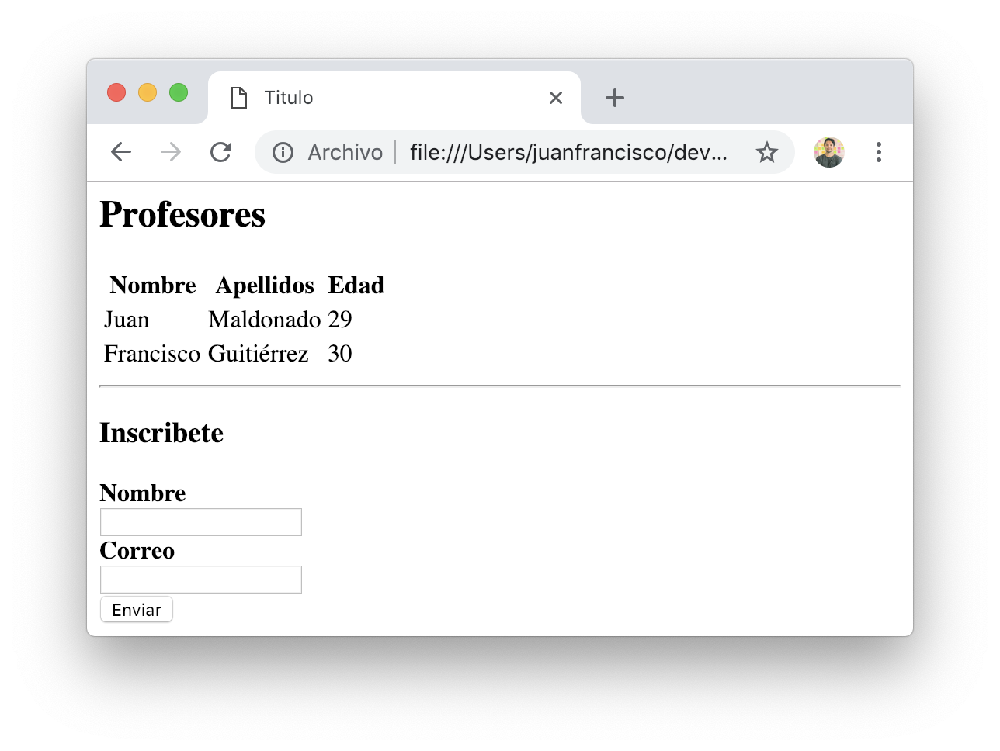 Titulo
Archivo file:///Users/juanfrancisco/dev...
Profesores
Nombre Apellidos Edad
Juan Maldonado 29
Francisco Guitiérrez 30
Inscribete
Nombre
Correo
Enviar